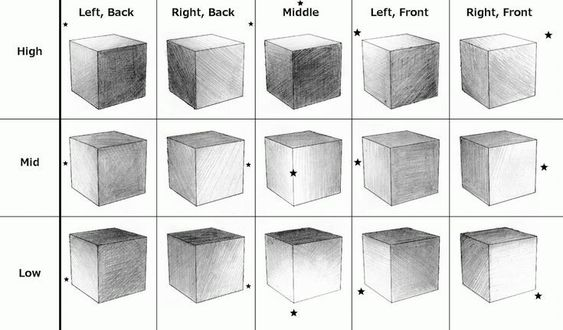 Left, Back
Right, Back
Middle
Left, Front
Right, Front
High
Mid
Low